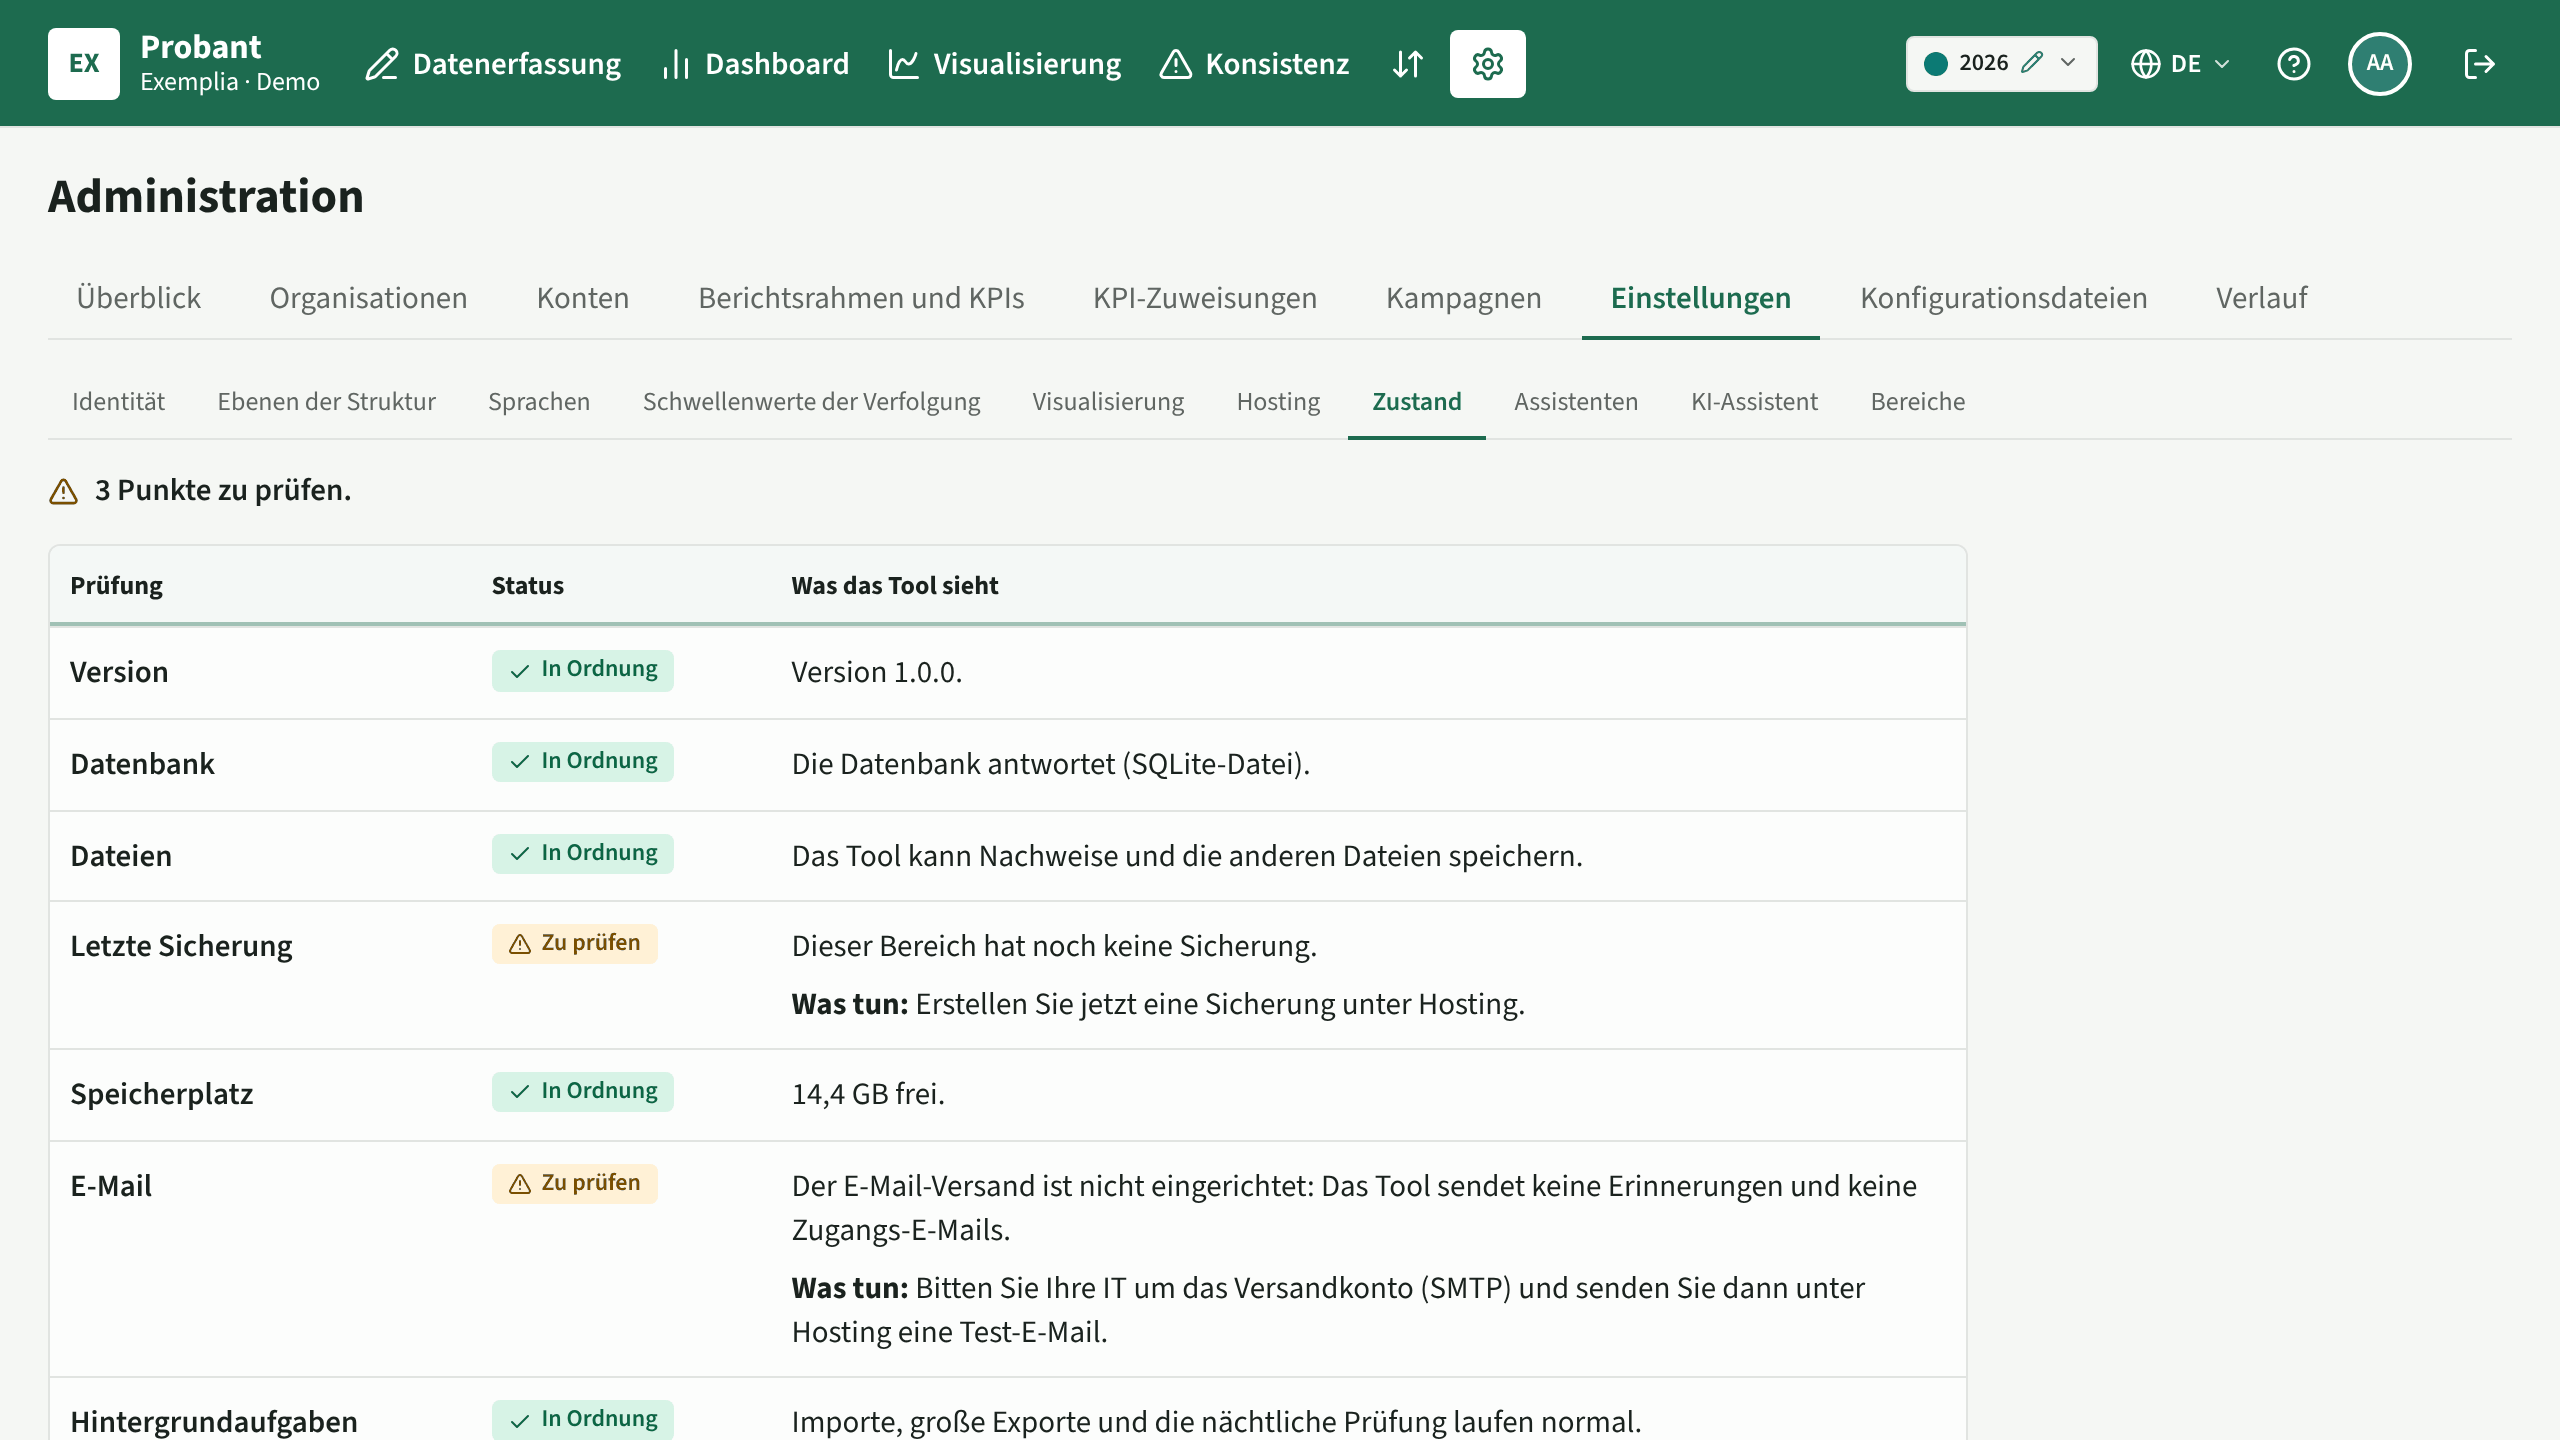 EX
Probant
Exemplia · Demo
Datenerfassung
Dashboard
Visualisierung
Konsistenz
2026
DE
AA
Administration
Überblick
Organisationen
Konten
Berichtsrahmen und KPIs
KPI-Zuweisungen
Kampagnen
Einstellungen
Konfigurationsdateien
Verlauf
Identität
Ebenen der Struktur
Sprachen
Schwellenwerte der Verfolgung
Visualisierung
Hosting
Zustand
Assistenten
KI-Assistent
Bereiche
3 Punkte zu prüfen.
Prüfung
Status
Was das Tool sieht
Version
In Ordnung
Version 1.0.0.
Datenbank
In Ordnung
Die Datenbank antwortet (SQLite-Datei).
Dateien
In Ordnung
Das Tool kann Nachweise und die anderen Dateien speichern.
Letzte Sicherung
Zu prüfen
Dieser Bereich hat noch keine Sicherung.
Was tun: Erstellen Sie jetzt eine Sicherung unter Hosting.
Speicherplatz
In Ordnung
14,4 GB frei.
E-Mail
Zu prüfen
Der E-Mail-Versand ist nicht eingerichtet: Das Tool sendet keine Erinnerungen und keine
Zugangs-E-Mails.
Was tun: Bitten Sie Ihre IT um das Versandkonto (SMTP) und senden Sie dann unter
Hosting eine Test-E-Mail.
Hintergrundaufgaben
In Ordnung
Importe, große Exporte und die nächtliche Prüfung laufen normal.